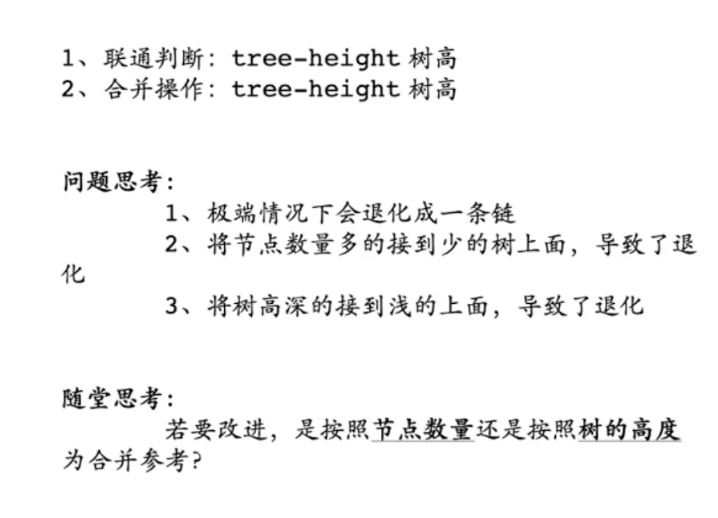 1、联通判断：tree-height 树高
2、合并操作：tree-height 树高
问题思考：
1、极端情况下会退化成一条链
2、将节点数量多的接到少的树上面，导致了退
化
3、将树高深的接到浅的上面，导致了退化
随堂思考：
若要改进，是按照节点数量还是按照树的高度
为合并参考？